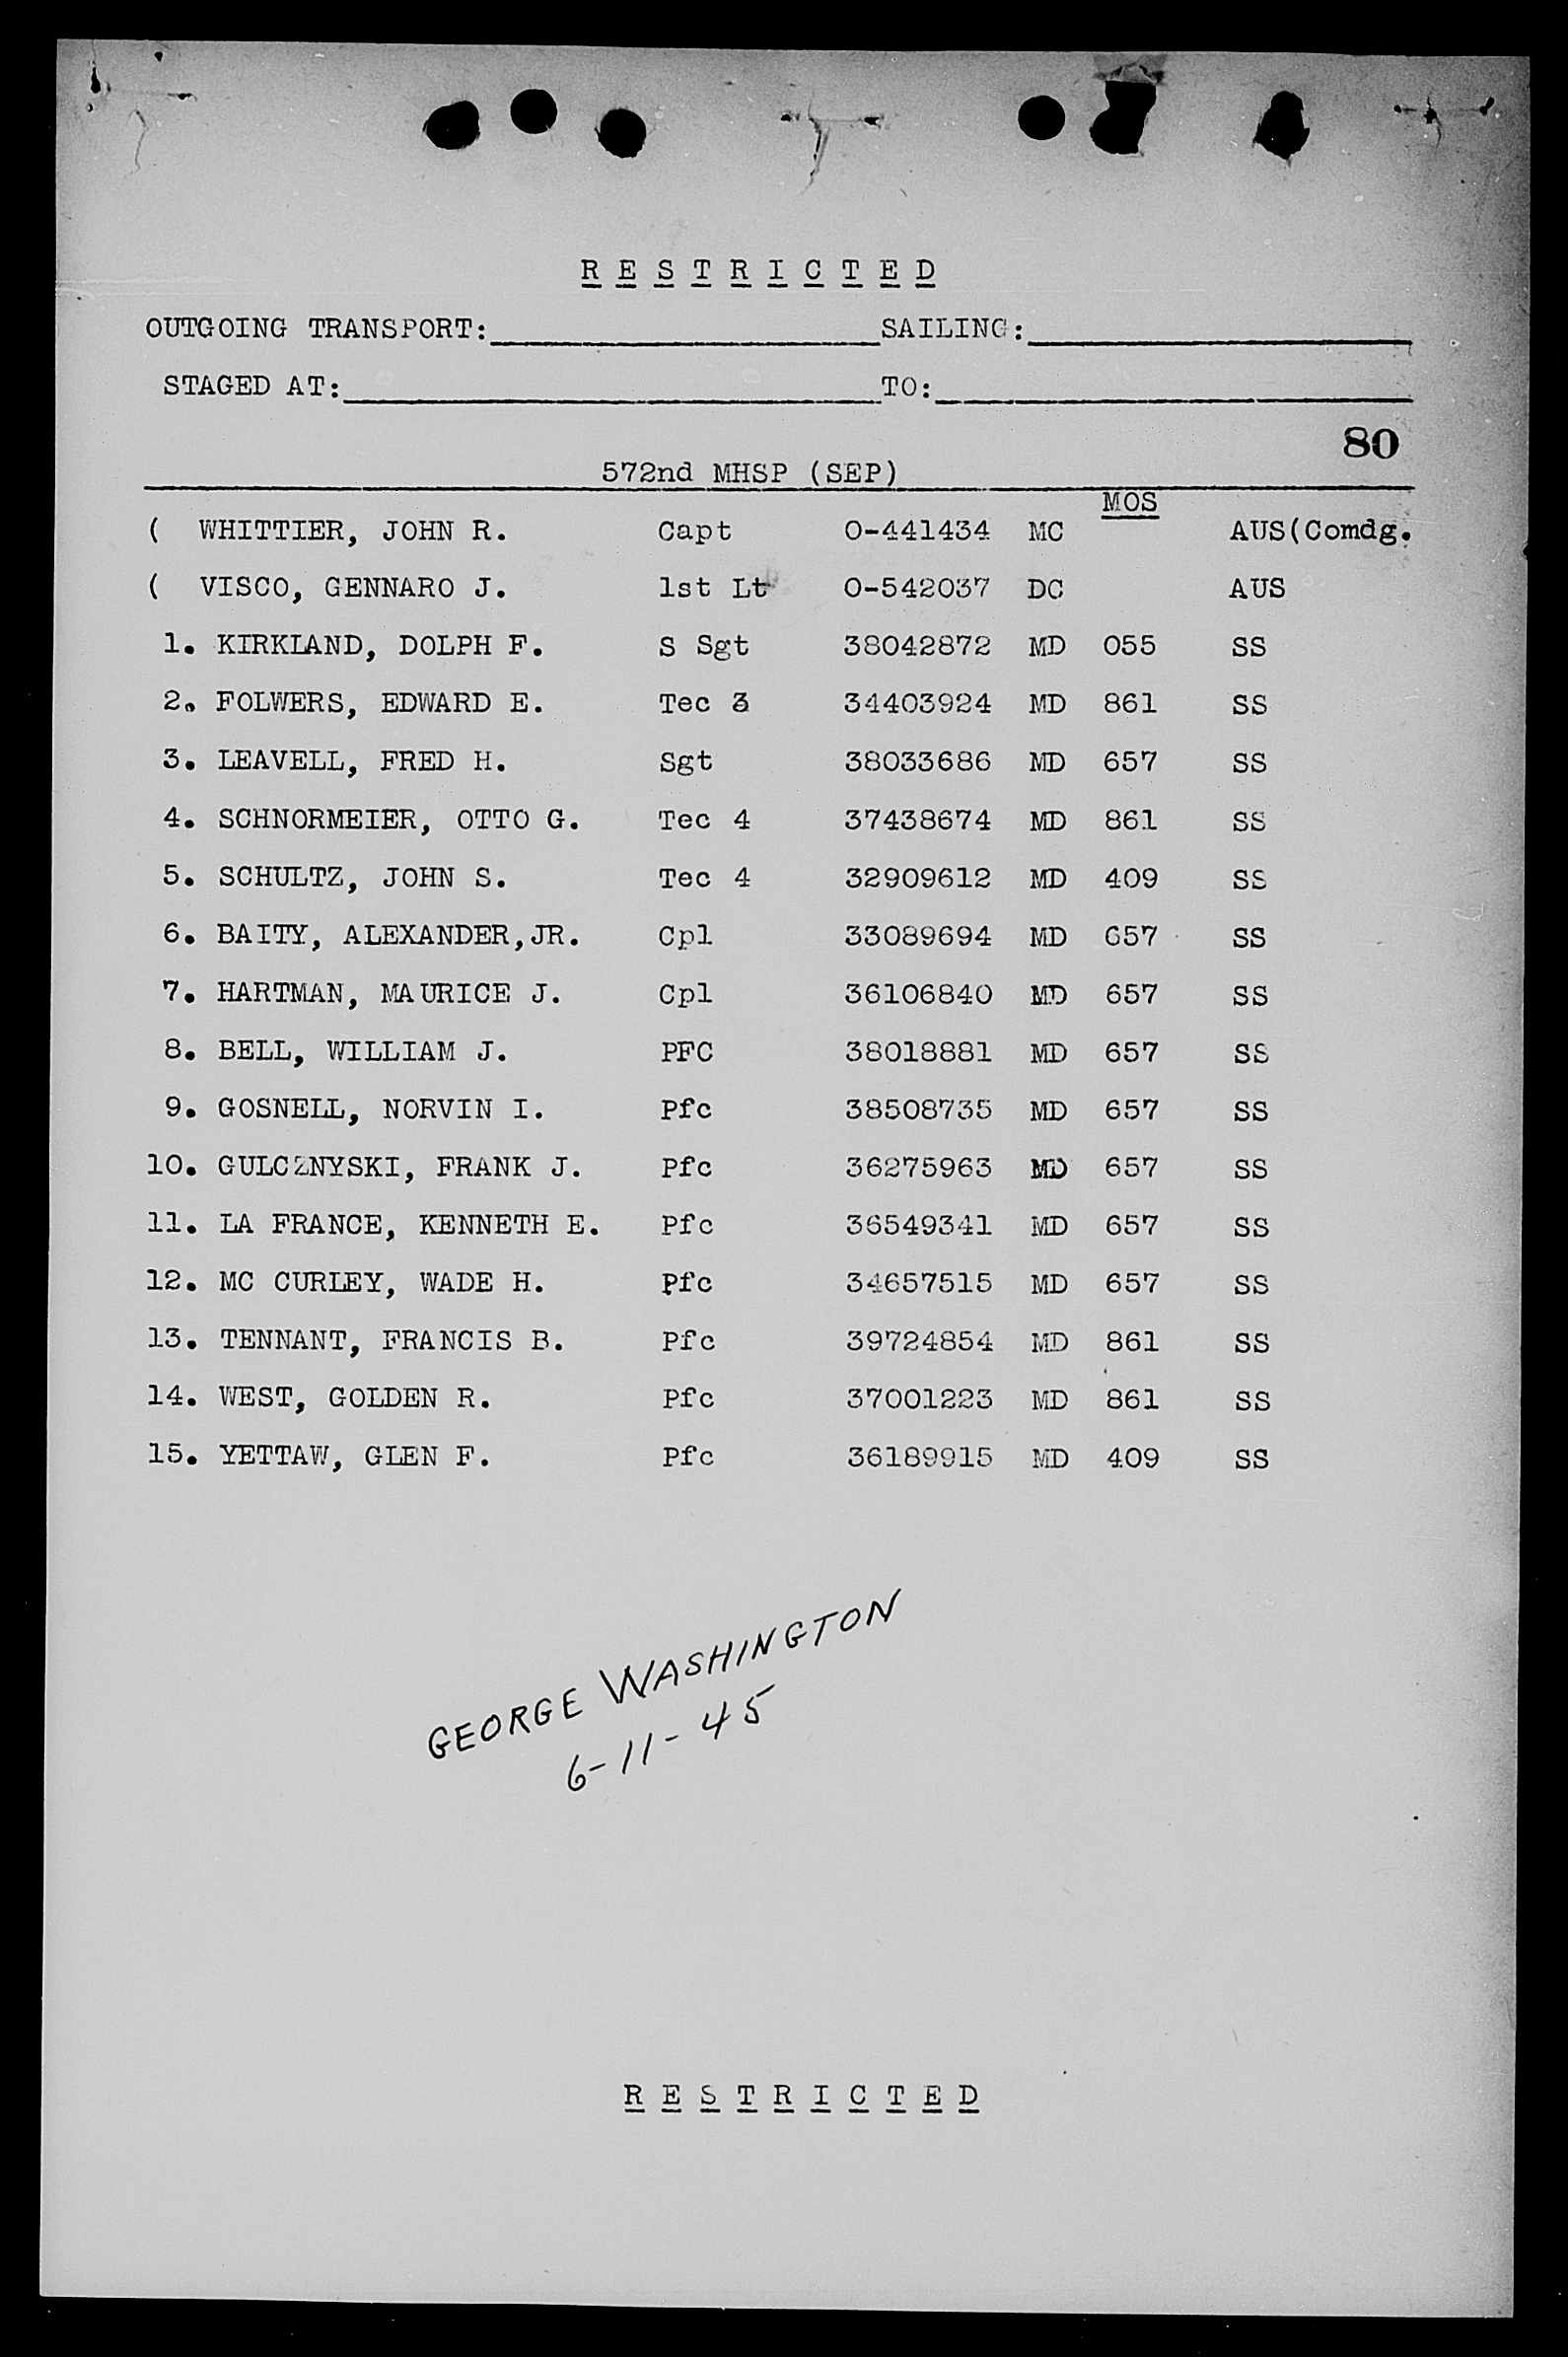 R E S T R I C T E D
OUTGOING TRANSPORT: SAILING:
STAGED AT: TO:
80
572nd MHSP (SEP)
MOS
( WHITTIER, JOHN R. Capt O-441434 MC AUS(Comdg.
( VISCO, GENNARO J. 1st Lt O-542037 DC AUS
1. KIRKLAND, DOLPH F. S Sgt 38042872 MD 055 SS
2. FOLWERS, EDWARD E. Tec 3 34403924 MD 861 SS
3. LEAVELL, FRED H. Sgt 38033686 MD 657 SS
4. SCHNORMEIER, OTTO G. Tec 4 37438674 MD 861 SS
5. SCHULTZ, JOHN S. Tec 4 32909612 MD 409 SS
6. BAITY, ALEXANDER,JR. Cpl 33089694 MD 657 SS
7. HARTMAN, MAURICE J. Cpl 36106840 MD 657 SS
8. BELL, WILLIAM J. PFC 38018881 MD 657 SS
9. GOSNELL, NORVIN I. Pfc 38508735 MD 657 SS
10. GULCZNYSKI, FRANK J. Pfc 36275963 MD 657 SS
11. LA FRANCE, KENNETH E. Pfc 36549341 MD 657 SS
12. MC CURLEY, WADE H. Pfc 34657515 MD 657 SS
13. TENNANT, FRANCIS B. Pfc 39724854 MD 861 SS
14. WEST, GOLDEN R. Pfc 37001223 MD 861 SS
15. YETTAW, GLEN F. Pfc 36189915 MD 409 SS
GEORGE WASHINGTON
6-11-45
R E S T R I C T E D